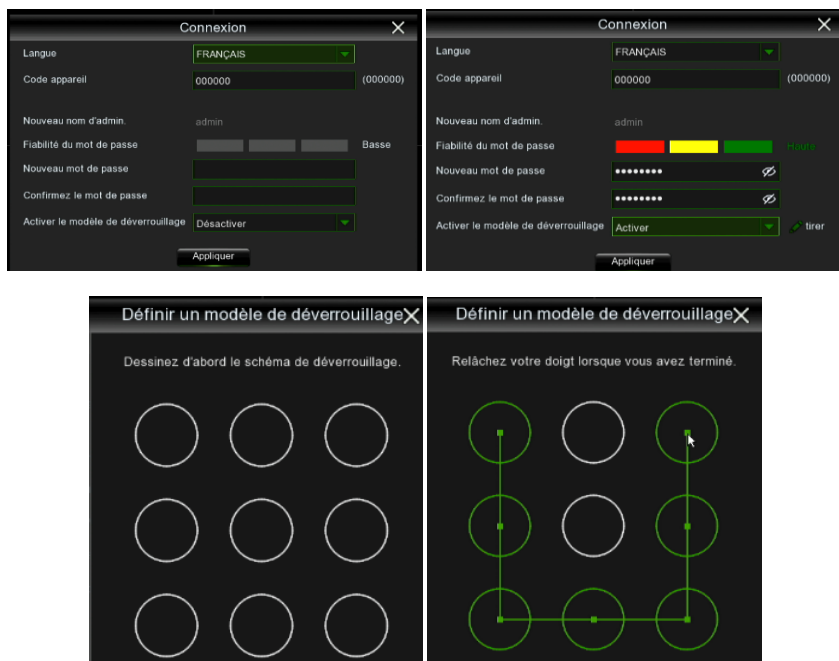 Connexion
Langue FRANÇAIS
Code appareil 000000 (000000)
Nouveau nom d'admin. admin
Fiabilité du mot de passe Basse
Nouveau mot de passe
Confirmez le mot de passe
Activer le modèle de déverrouillage Désactiver
Appliquer
Connexion
Langue FRANÇAIS
Code appareil 000000 (000000)
Nouveau nom d'admin. admin
Fiabilité du mot de passe Haute
Nouveau mot de passe ••••••••
Confirmez le mot de passe ••••••••
Activer le modèle de déverrouillage Activer tirer
Appliquer
Définir un modèle de déverrouillage
Dessinez d'abord le schéma de déverrouillage.
Définir un modèle de déverrouillage
Relâchez votre doigt lorsque vous avez terminé.